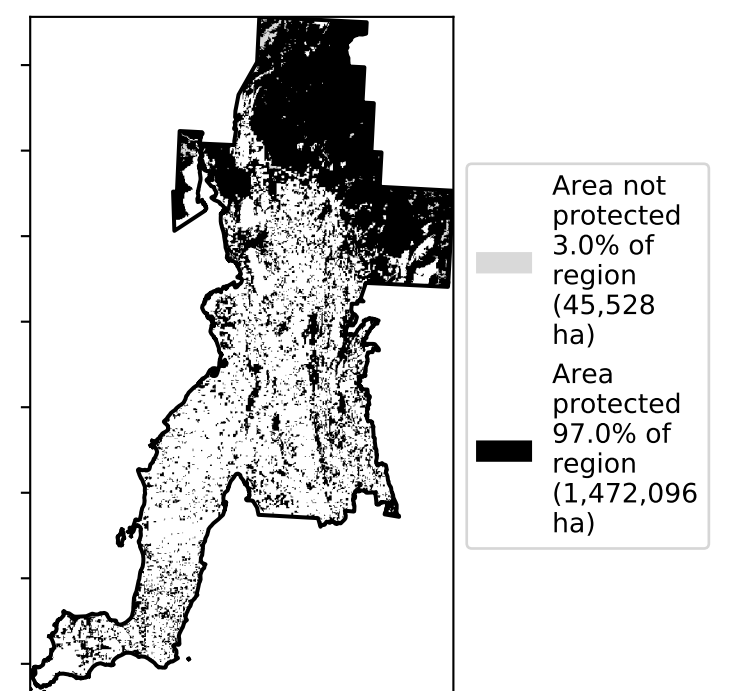 Area not
protected
3.0% of
region
(45,528
ha)
Area
protected
97.0% of
region
(1,472,096
ha)